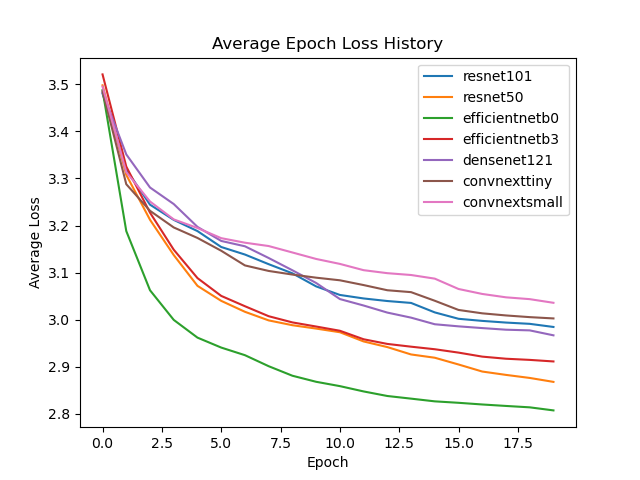 Average Epoch Loss History
resnet101
resnet50
efficientnetb0
efficientnetb3
densenet121
convnexttiny
convnextsmall
Average Loss
3.5
3.4
3.3
3.2
3.1
3.0
2.9
2.8
0.0 2.5 5.0 7.5 10.0 12.5 15.0 17.5
Epoch